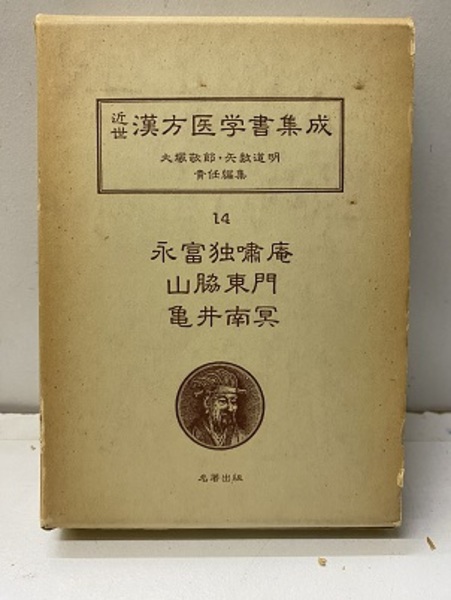 近世 漢方医学書集成
大塚敬節・矢数道明
責任編集
14
永富独嘯庵
山脇東門
亀井南冥
名著出版